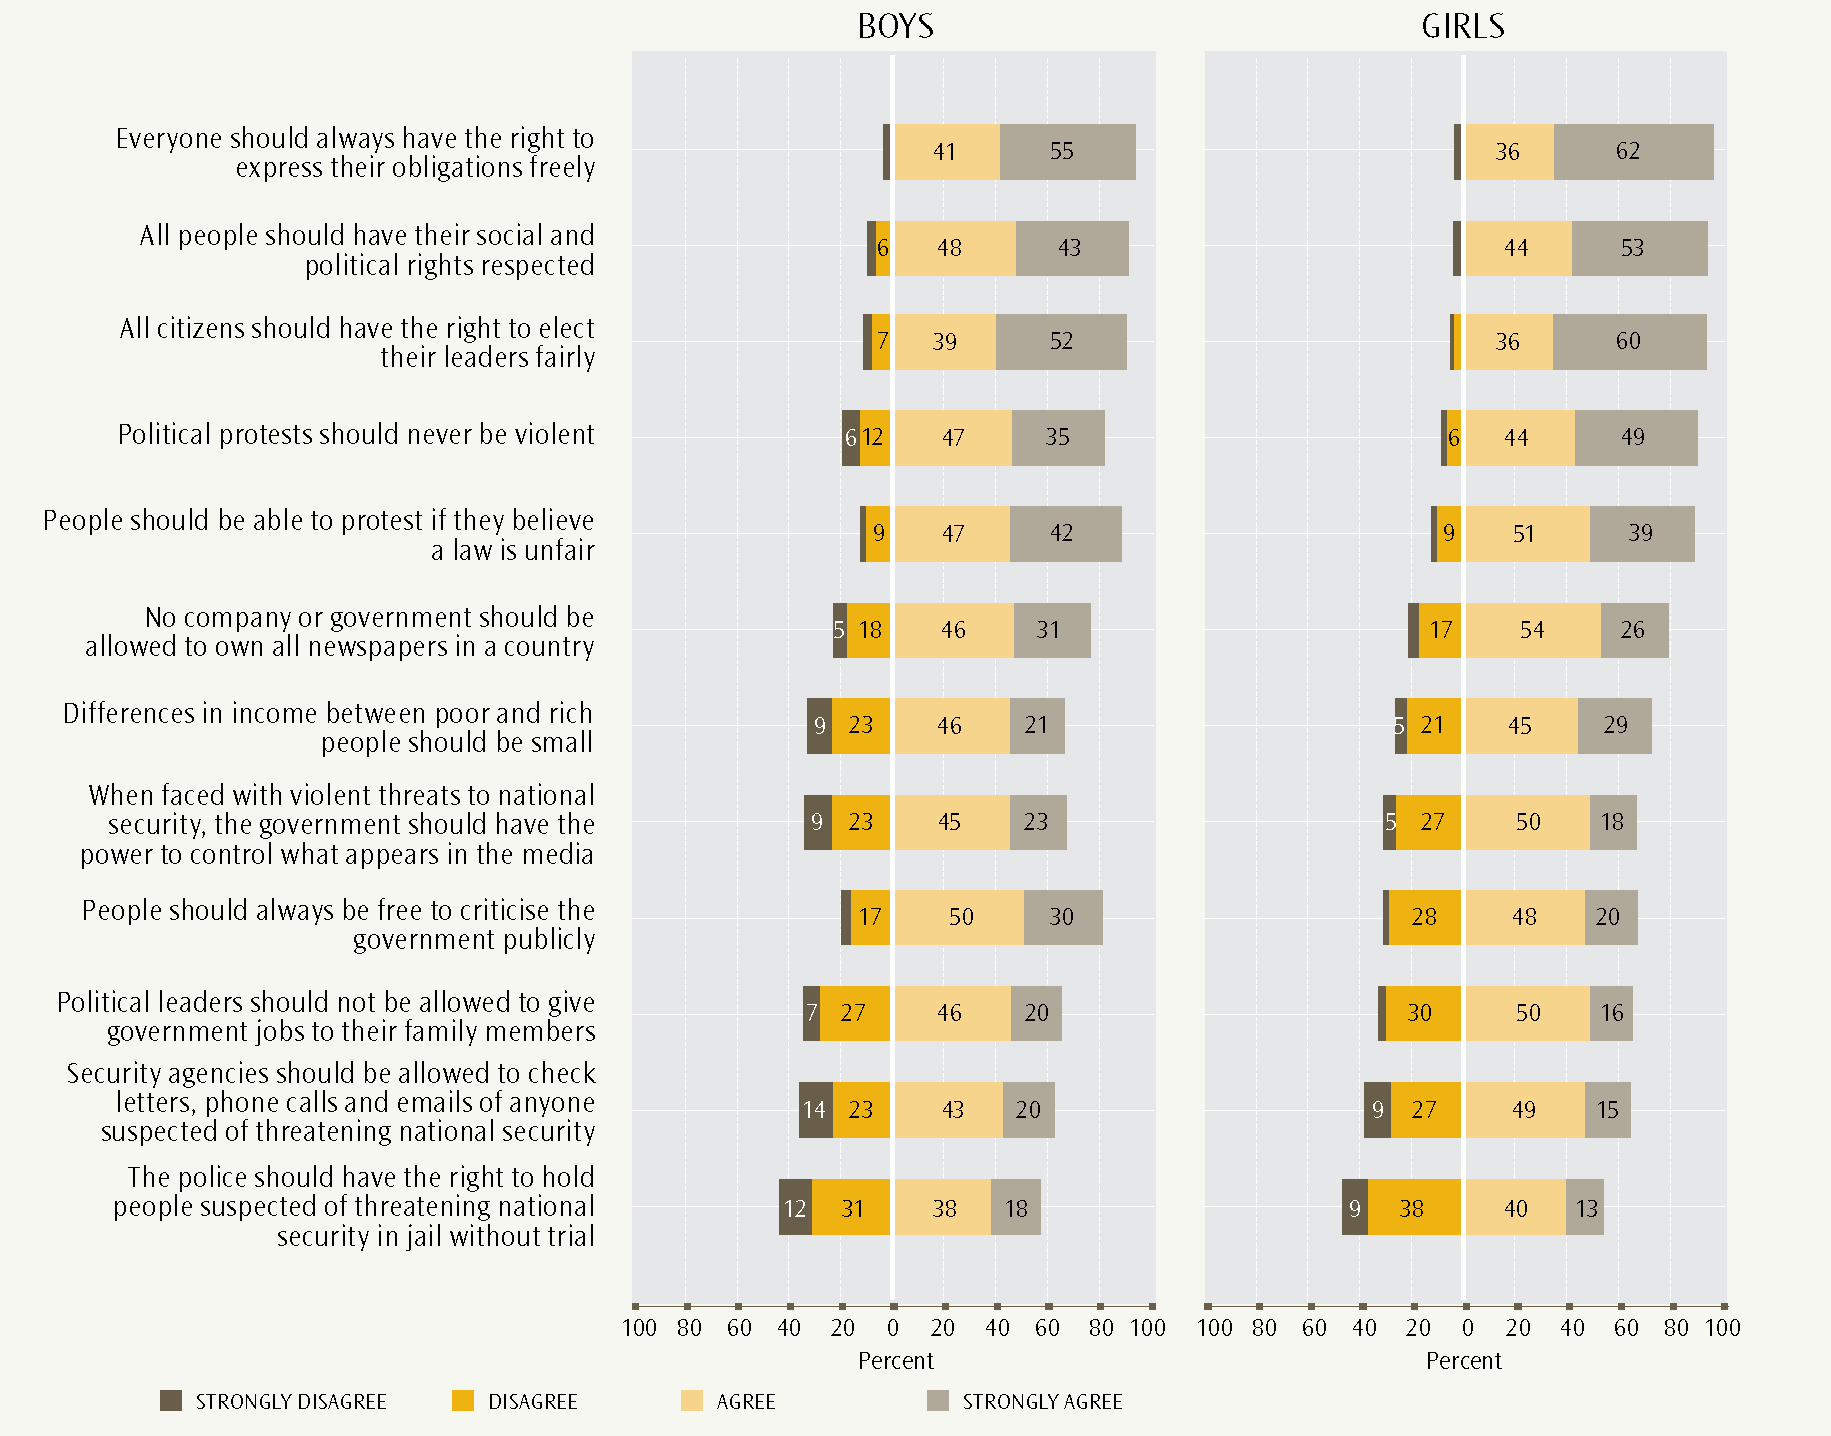 BOYS GIRLS
Everyone should always have the right to
express their obligations freely
41 55 36 62
All people should have their social and
political rights respected
6 48 43 44 53
All citizens should have the right to elect
their leaders fairly
7 39 52 36 60
Political protests should never be violent
6 12 47 35 6 44 49
People should be able to protest if they believe
a law is unfair
9 47 42 9 51 39
No company or government should be
allowed to own all newspapers in a country
5 18 46 31 17 54 26
Differences in income between poor and rich
people should be small
9 23 46 21 5 21 45 29
When faced with violent threats to national
security, the government should have the
power to control what appears in the media
9 23 45 23 5 27 50 18
People should always be free to criticise the
government publicly
17 50 30 28 48 20
Political leaders should not be allowed to give
government jobs to their family members
7 27 46 20 30 50 16
Security agencies should be allowed to check
letters, phone calls and emails of anyone
suspected of threatening national security
14 23 43 20 9 27 49 15
The police should have the right to hold
people suspected of threatening national
security in jail without trial
12 31 38 18 9 38 40 13
100 80 60 40 20 0 20 40 60 80 100 100 80 60 40 20 0 20 40 60 80 100
Percent Percent
STRONGLY DISAGREE DISAGREE AGREE STRONGLY AGREE